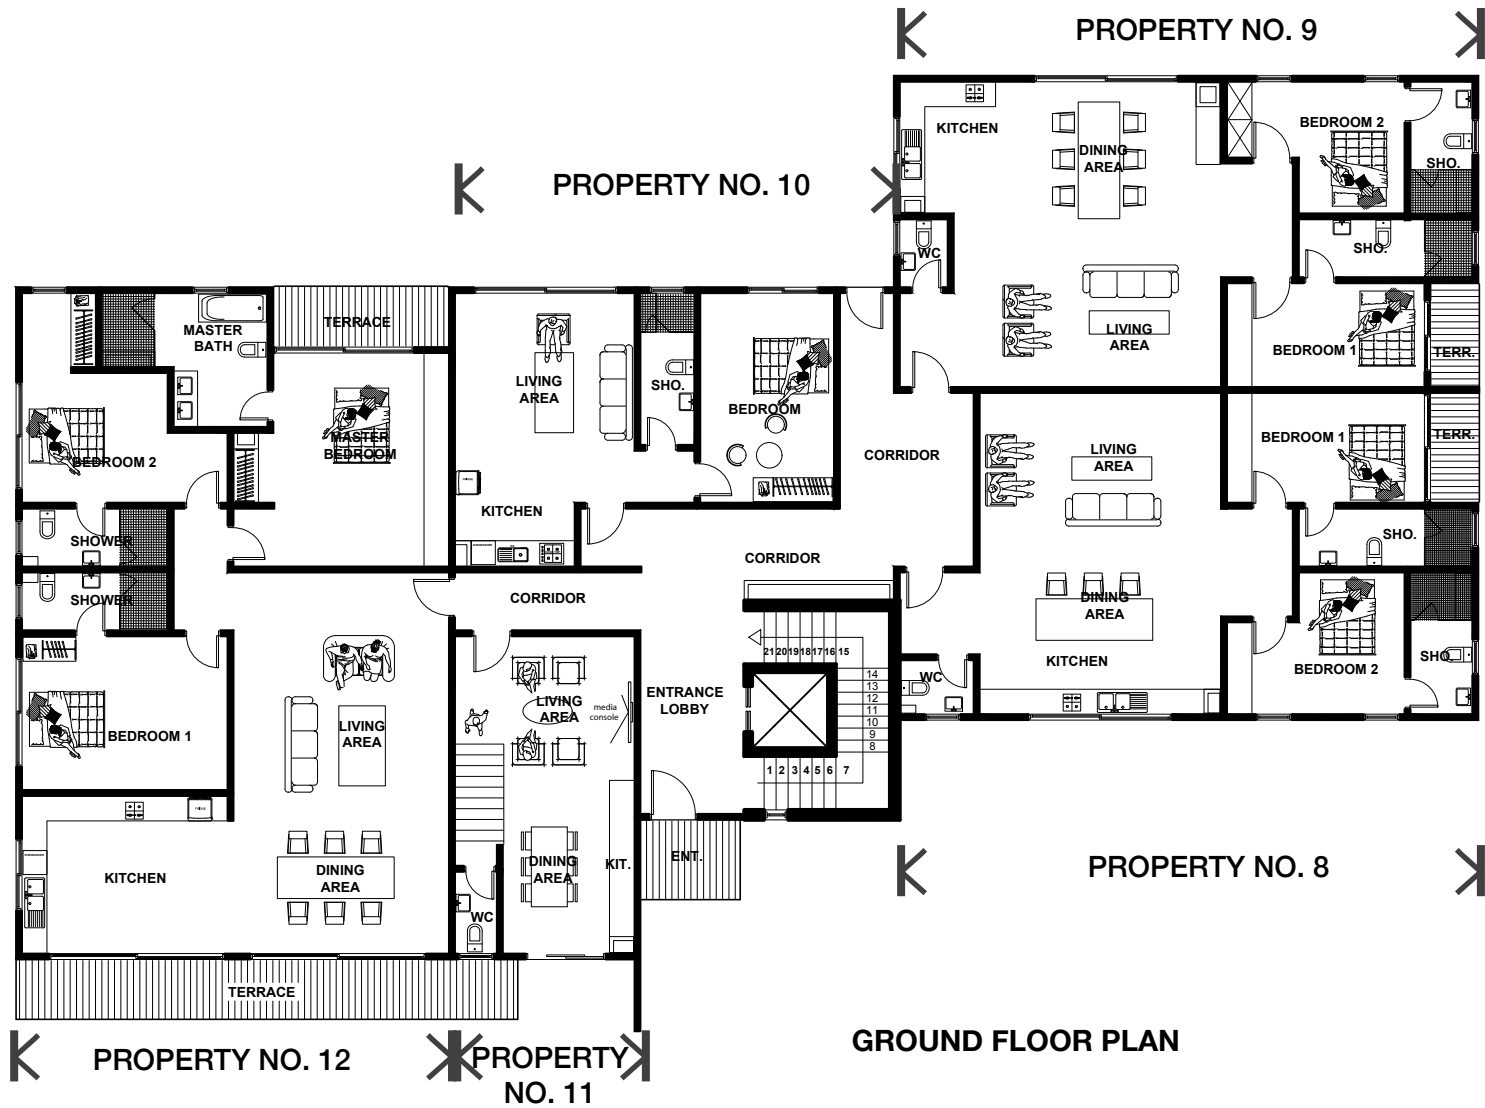 PROPERTY NO. 9
KITCHEN
DINING
AREA
BEDROOM 2
SHO.
WC
SHO.
LIVING
AREA
BEDROOM 1
TERR.
PROPERTY NO. 10
TERRACE
MASTER
BATH
MASTER
BEDROOM
BEDROOM 2
LIVING
AREA
SHO.
BEDROOM
KITCHEN
CORRIDOR
CORRIDOR
CORRIDOR
LIVING
AREA
BEDROOM 1
TERR.
SHO.
DINING
AREA
KITCHEN
WC
BEDROOM 2
SHO
SHOWER
SHOWER
BEDROOM 1
LIVING
AREA
LIVING
AREA
media
console
ENTRANCE
LOBBY
21 20 19 18 17 16 15
14
13
12
11
10
9
8
1 2 3 4 5 6 7
KITCHEN
DINING
AREA
DINING
AREA
KIT.
WC
ENT.
TERRACE
PROPERTY NO. 8
PROPERTY NO. 12
PROPERTY
NO. 11
GROUND FLOOR PLAN